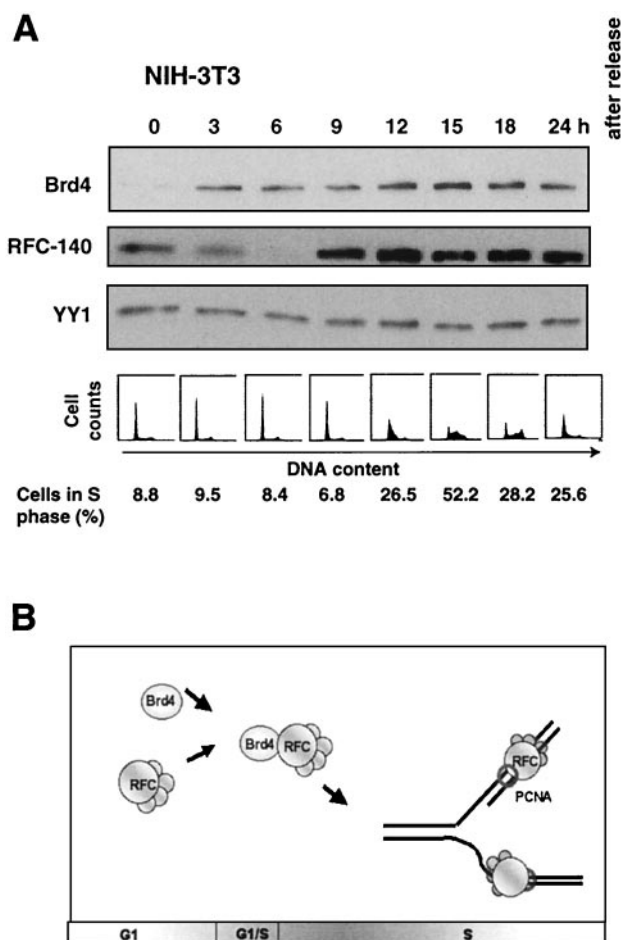 A
NIH-3T3
after release
0 3 6 9 12 15 18 24 h
Brd4
RFC-140
YY1
Cell counts
DNA content
Cells in S phase (%)
8.8 9.5 8.4 6.8 26.5 52.2 28.2 25.6
B
Brd4
RFC
Brd4 RFC
RFC
PCNA
G1 G1/S S